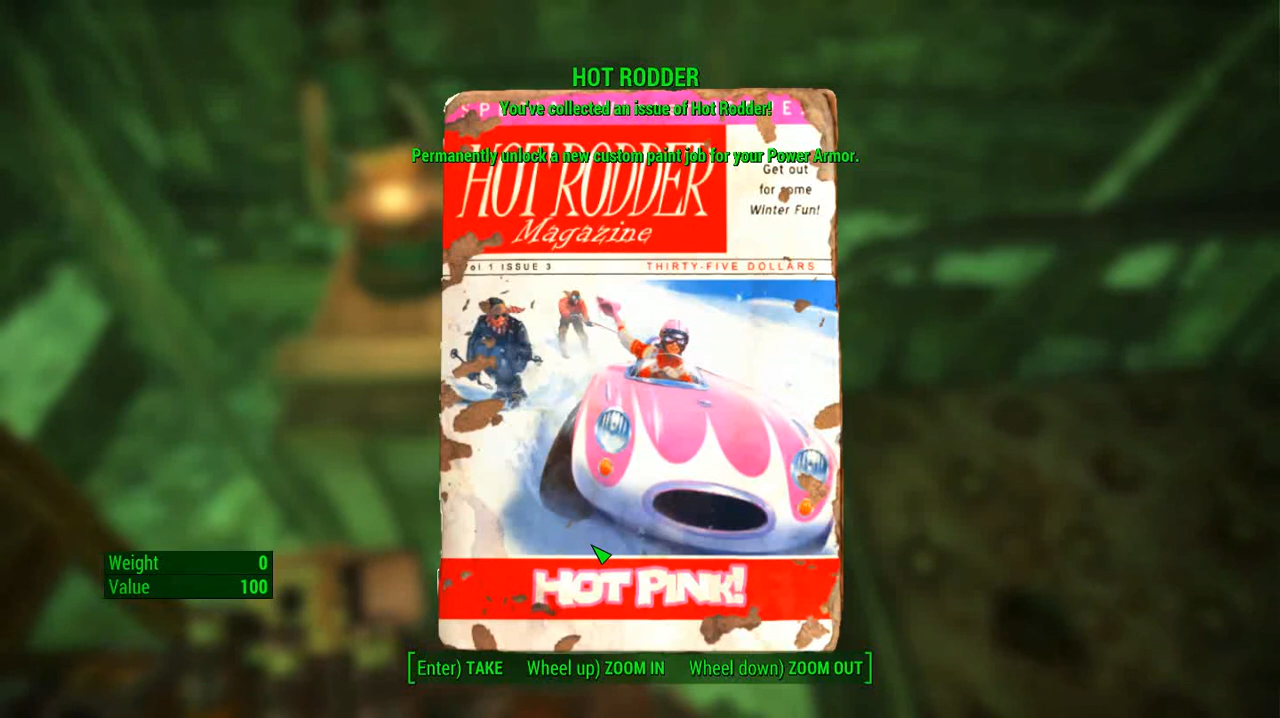 HOT RODDER
You've collected an issue of Hot Rodder!
Permanently unlock a new custom paint job for your Power Armor.
HOT RODDER
Magazine
Get out
for some
Winter Fun!
Vol 1 ISSUE 3
THIRTY-FIVE DOLLARS
HOT PINK!
Weight 0
Value 100
[Enter) TAKE Wheel up) ZOOM IN Wheel down) ZOOM OUT]